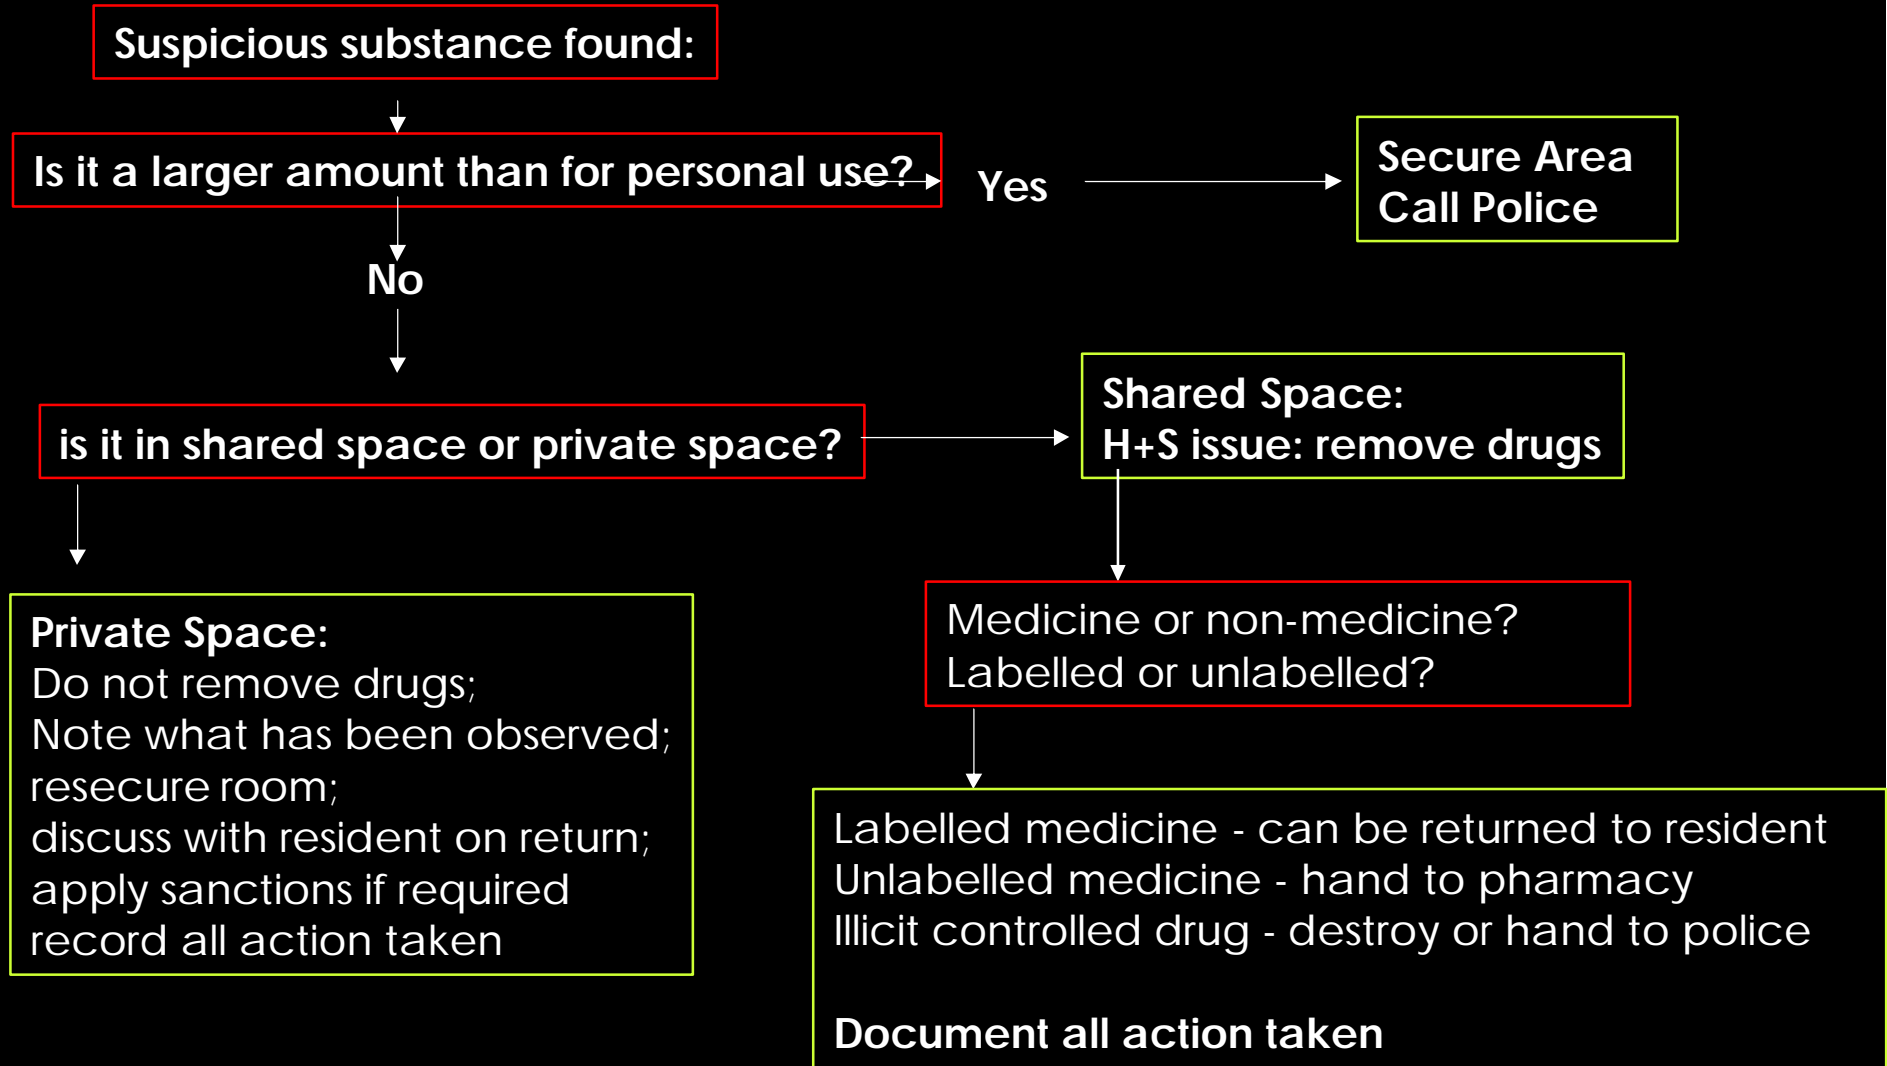 Suspicious substance found:
Is it a larger amount than for personal use?
Yes
Secure Area
Call Police
No
is it in shared space or private space?
Shared Space:
H+S issue: remove drugs
Private Space:
Do not remove drugs;
Note what has been observed;
resecure room;
discuss with resident on return;
apply sanctions if required
record all action taken
Medicine or non-medicine?
Labelled or unlabelled?
Labelled medicine - can be returned to resident
Unlabelled medicine - hand to pharmacy
Illicit controlled drug - destroy or hand to police
Document all action taken